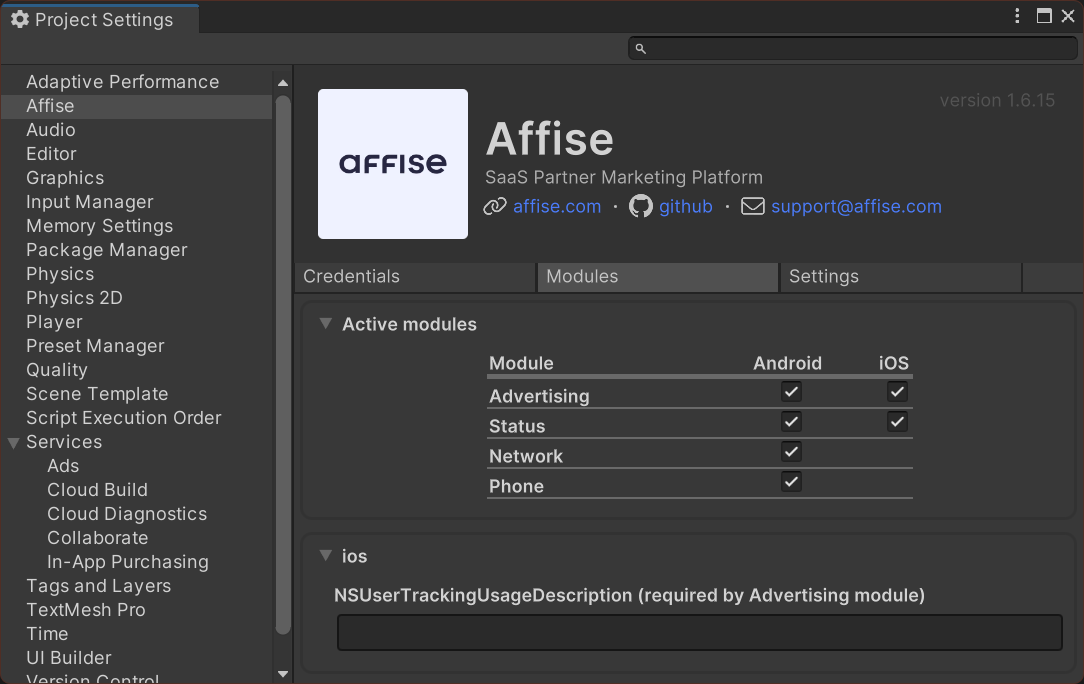 Project Settings
Adaptive Performance
Affise
Audio
Editor
Graphics
Input Manager
Memory Settings
Package Manager
Physics
Physics 2D
Player
Preset Manager
Quality
Scene Template
Script Execution Order
Services
Ads
Cloud Build
Cloud Diagnostics
Collaborate
In-App Purchasing
Tags and Layers
TextMesh Pro
Time
UI Builder
Version Control
version 1.6.15
AFFISE
Affise
SaaS Partner Marketing Platform
affise.com · github · support@affise.com
Credentials Modules Settings
Active modules
Module Android iOS
Advertising
Status
Network
Phone
ios
NSUserTrackingUsageDescription (required by Advertising module)